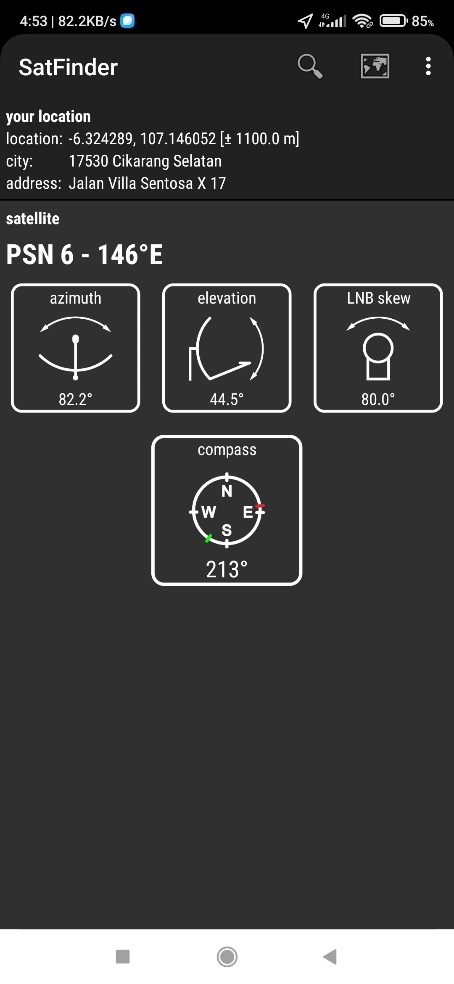 4:53 | 82.2KB/s 4G 85%
SatFinder
your location
location: -6.324289, 107.146052 [± 1100.0 m]
city: 17530 Cikarang Selatan
address: Jalan Villa Sentosa X 17
satellite
PSN 6 - 146°E
azimuth elevation LNB skew
82.2° 44.5° 80.0°
compass
N
W E
S
213°